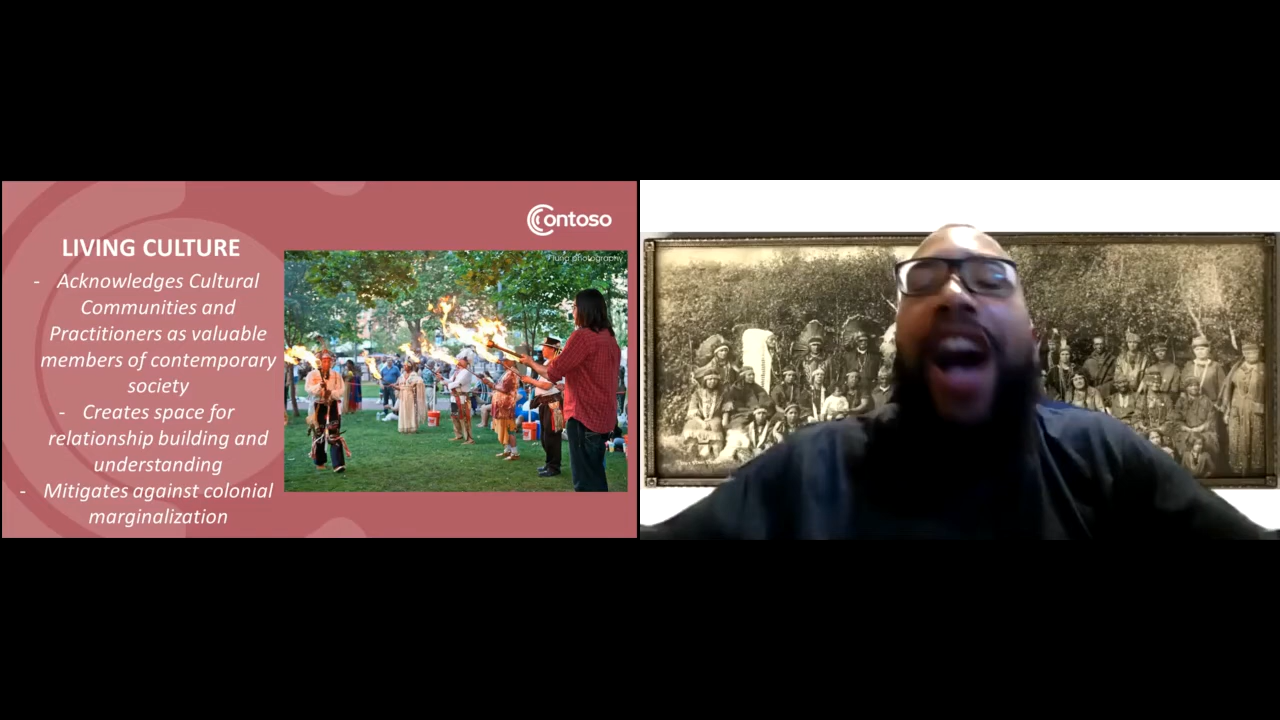 Contoso
LIVING CULTURE
- Acknowledges Cultural
Communities and
Practitioners as valuable
members of contemporary
society
- Creates space for
relationship building and
understanding
- Mitigates against colonial
marginalization
photography